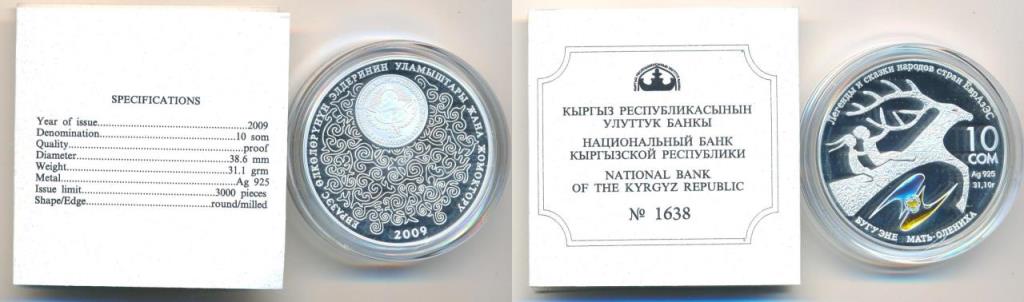 SPECIFICATIONS
Year of issue..........................................2009
Denomination...................................10 som
Quality................................................proof
Diameter........................................38.6 mm
Weight..........................................31.1 grm
Metal...............................................Ag 925
Issue limit...............................3000 pieces
Shape/Edge............................round/milled
ЕВРАЗЭС ӨЛКӨЛӨРҮНҮН ЭЛДЕРИНИН УЛАМЫШТАРЫ ЖАНА ЖОМОКТОРУ
2009
КЫРГЫЗ РЕСПУБЛИКАСЫНЫН
УЛУТТУК БАНКЫ
НАЦИОНАЛЬНЫЙ БАНК
КЫРГЫЗСКОЙ РЕСПУБЛИКИ
NATIONAL BANK
OF THE KYRGYZ REPUBLIC
№ 1638
Легенды и сказки народов стран ЕврАзЭС
10
СОМ
Ag 925
31,10г
БУГУ ЭНЕ МАТЬ-ОЛЕНИХА